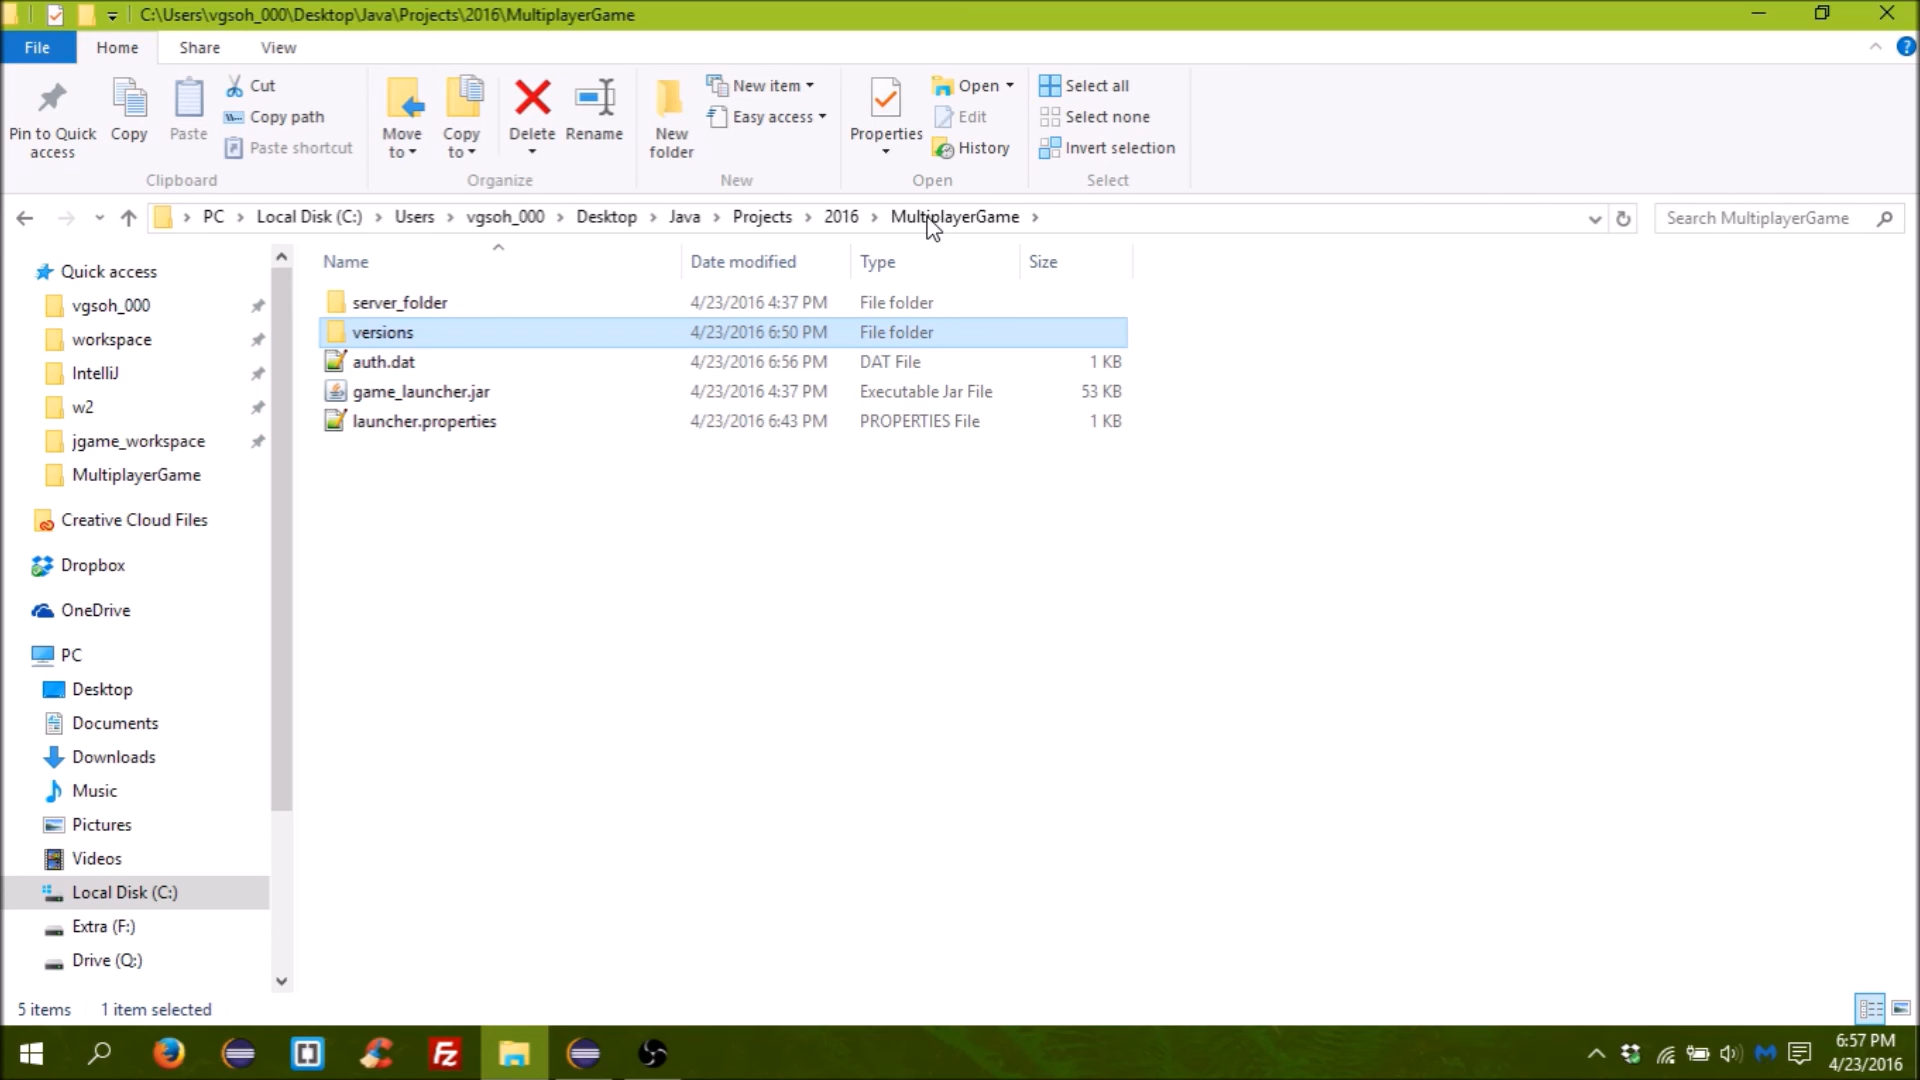 C:\Users\vgsoh_000\Desktop\Java\Projects\2016\MultiplayerGame
File Home Share View
?
Pin to Quick access
Copy
Paste
Cut
Copy path
Paste shortcut
Clipboard
Move to
Copy to
Delete
Rename
Organize
New folder
New item
Easy access
New
Properties
Open
Edit
History
Open
Select all
Select none
Invert selection
Select
PC Local Disk (C:) Users vgsoh_000 Desktop Java Projects 2016 MultiplayerGame
Search MultiplayerGame
Quick access
vgsoh_000
workspace
IntelliJ
w2
jgame_workspace
MultiplayerGame
Creative Cloud Files
Dropbox
OneDrive
PC
Desktop
Documents
Downloads
Music
Pictures
Videos
Local Disk (C:)
Extra (F:)
Drive (Q:)
Name Date modified Type Size
server_folder 4/23/2016 4:37 PM File folder
versions 4/23/2016 6:50 PM File folder
auth.dat 4/23/2016 6:56 PM DAT File 1 KB
game_launcher.jar 4/23/2016 4:37 PM Executable Jar File 53 KB
launcher.properties 4/23/2016 6:43 PM PROPERTIES File 1 KB
5 items 1 item selected
Fz
6:57 PM
4/23/2016